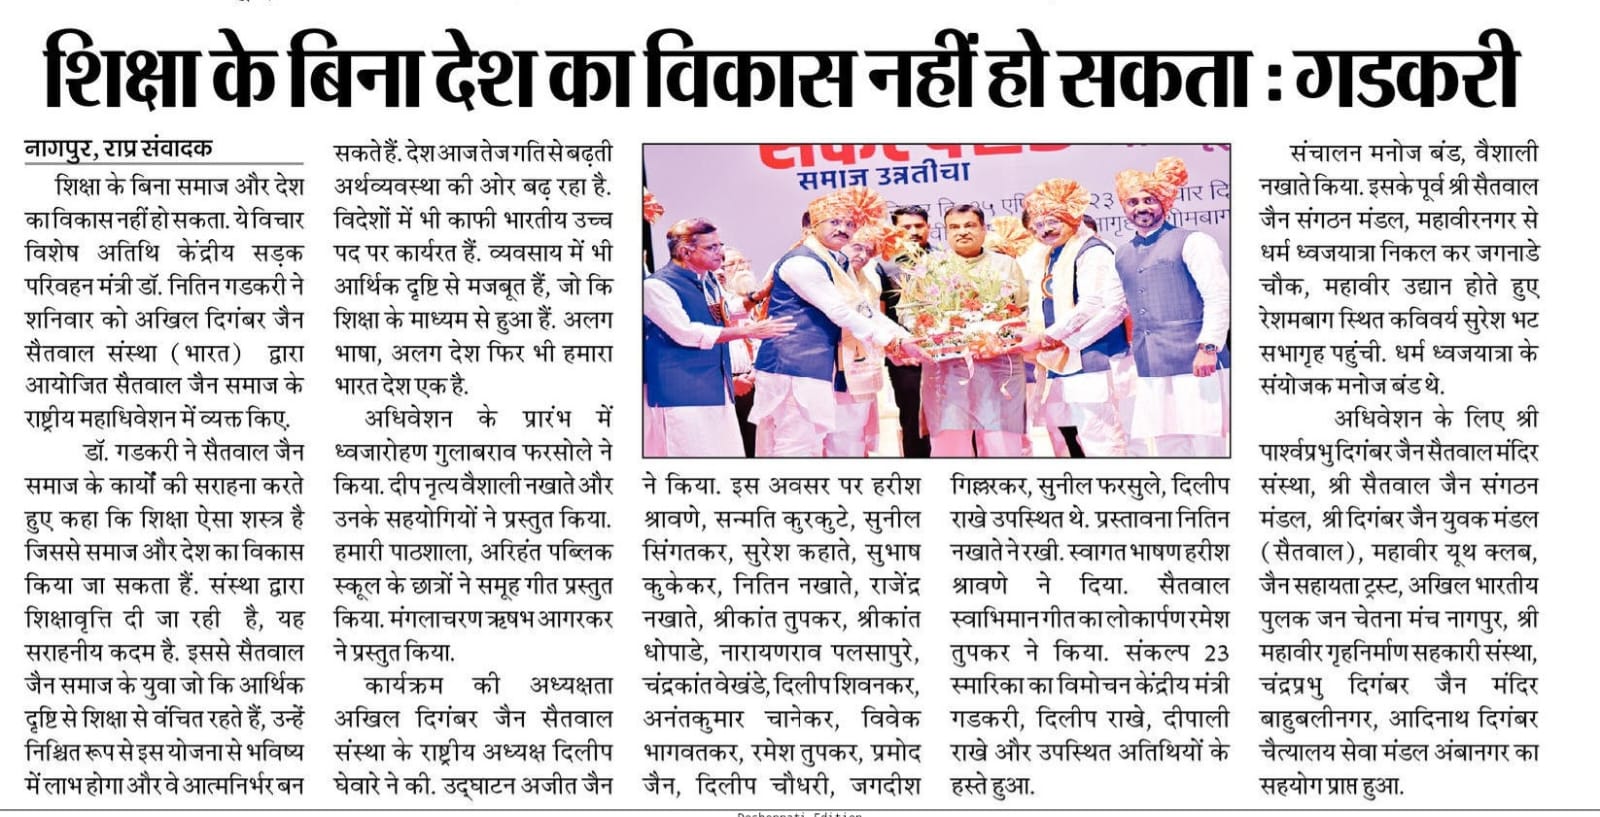 शिक्षा के बिना देश का विकास नहीं हो सकता : गडकरी
नागपुर, राप्र संवादक
शिक्षा के बिना समाज और देश
का विकास नहीं हो सकता. ये विचार
विशेष अतिथि केंद्रीय सड़क
परिवहन मंत्री डॉ. नितिन गडकरी ने
शनिवार को अखिल दिगंबर जैन
सैतवाल संस्था (भारत) द्वारा
आयोजित सैतवाल जैन समाज के
राष्ट्रीय महाधिवेशन में व्यक्त किए.
डॉ. गडकरी ने सैतवाल जैन
समाज के कार्यों की सराहना करते
हुए कहा कि शिक्षा ऐसा शस्त्र है
जिससे समाज और देश का विकास
किया जा सकता हैं. संस्था द्वारा
शिक्षावृत्ति दी जा रही है, यह
सराहनीय कदम है. इससे सैतवाल
जैन समाज के युवा जो कि आर्थिक
दृष्टि से शिक्षा से वंचित रहते हैं, उन्हें
निश्चित रूप से इस योजना से भविष्य
में लाभ होगा और वे आत्मनिर्भर बन
सकते हैं. देश आज तेज गति से बढ़ती
अर्थव्यवस्था की ओर बढ़ रहा है.
विदेशों में भी काफी भारतीय उच्च
पद पर कार्यरत हैं. व्यवसाय में भी
आर्थिक दृष्टि से मजबूत हैं, जो कि
शिक्षा के माध्यम से हुआ हैं. अलग
भाषा, अलग देश फिर भी हमारा
भारत देश एक है.
अधिवेशन के प्रारंभ में
ध्वजारोहण गुलाबराव फरसोले ने
किया. दीप नृत्य वैशाली नखाते और
उनके सहयोगियों ने प्रस्तुत किया.
हमारी पाठशाला, अरिहंत पब्लिक
स्कूल के छात्रों ने समूह गीत प्रस्तुत
किया. मंगलाचरण ऋषभ आगरकर
ने प्रस्तुत किया.
कार्यक्रम की अध्यक्षता
अखिल दिगंबर जैन सैतवाल
संस्था के राष्ट्रीय अध्यक्ष दिलीप
घेवारे ने की. उद्घाटन अजीत जैन
समाज उन्नतीचा
ने किया. इस अवसर पर हरीश
श्रावणे, सन्मति कुरकुटे, सुनील
सिंगतकर, सुरेश कहाते, सुभाष
कुकेकर, नितिन नखाते, राजेंद्र
नखाते, श्रीकांत तुपकर, श्रीकांत
धोपाडे, नारायणराव पलसापुरे,
चंद्रकांत वेखंडे, दिलीप शिवनकर,
अनंतकुमार चानेकर, विवेक
भागवतकर, रमेश तुपकर, प्रमोद
जैन, दिलीप चौधरी, जगदीश
गिल्लरकर, सुनील फरसुले, दिलीप
राखे उपस्थित थे. प्रस्तावना नितिन
नखाते ने रखी. स्वागत भाषण हरीश
श्रावणे ने दिया. सैतवाल
स्वाभिमान गीत का लोकार्पण रमेश
तुपकर ने किया. संकल्प 23
स्मारिका का विमोचन केंद्रीय मंत्री
गडकरी, दिलीप राखे, दीपाली
राखे और उपस्थित अतिथियों के
हस्ते हुआ.
संचालन मनोज बंड, वैशाली
नखाते किया. इसके पूर्व श्री सैतवाल
जैन संगठन मंडल, महावीरनगर से
धर्म ध्वजयात्रा निकल कर जगनाडे
चौक, महावीर उद्यान होते हुए
रेशमबाग स्थित कविवर्य सुरेश भट
सभागृह पहुंची. धर्म ध्वजयात्रा के
संयोजक मनोज बंड थे.
अधिवेशन के लिए श्री
पार्श्वप्रभु दिगंबर जैन सैतवाल मंदिर
संस्था, श्री सैतवाल जैन संगठन
मंडल, श्री दिगंबर जैन युवक मंडल
(सैतवाल), महावीर यूथ क्लब,
जैन सहायता ट्रस्ट, अखिल भारतीय
पुलक जन चेतना मंच नागपुर, श्री
महावीर गृहनिर्माण सहकारी संस्था,
चंद्रप्रभु दिगंबर जैन मंदिर
बाहुबलीनगर, आदिनाथ दिगंबर
चैत्यालय सेवा मंडल अंबानगर का
सहयोग प्राप्त हुआ.